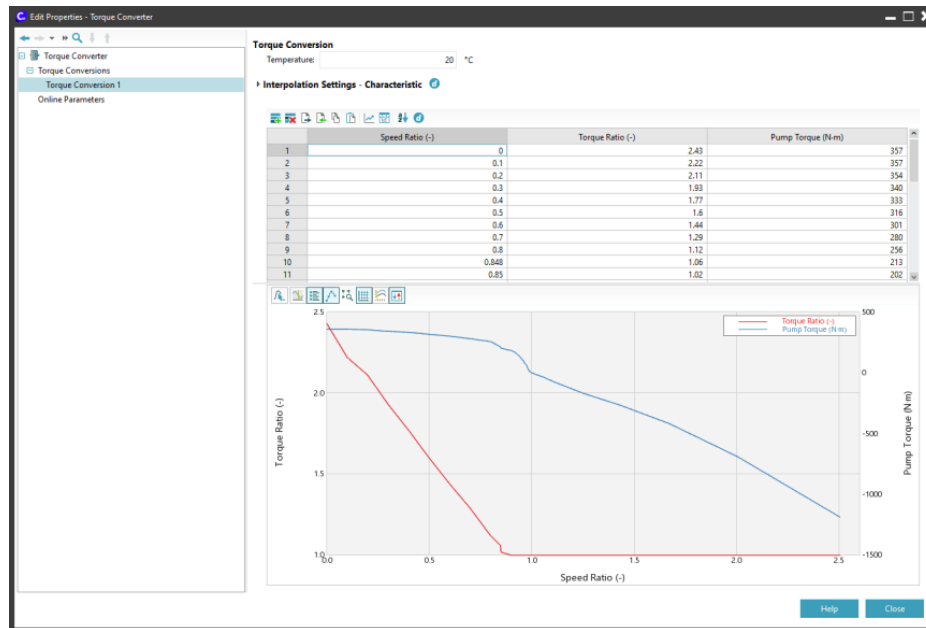 Edit Properties - Torque Converter
Torque Converter
Torque Conversions
Torque Conversion 1
Online Parameters
Torque Conversion
Temperature: 20 °C
Interpolation Settings - Characteristic
Speed Ratio (-) Torque Ratio (-) Pump Torque (N·m)
1 0 2.43 357
2 0.1 2.22 357
3 0.2 2.11 354
4 0.3 1.93 340
5 0.4 1.77 333
6 0.5 1.6 316
7 0.6 1.44 301
8 0.7 1.29 280
9 0.8 1.12 256
10 0.848 1.06 213
11 0.85 1.02 202
Torque Ratio (-)
Pump Torque (N·m)
2.5
2.0
1.5
1.0
Torque Ratio (-)
500
0
-500
-1000
-1500
Pump Torque (N·m)
0.0 0.5 1.0 1.5 2.0 2.5
Speed Ratio (-)
Help Close